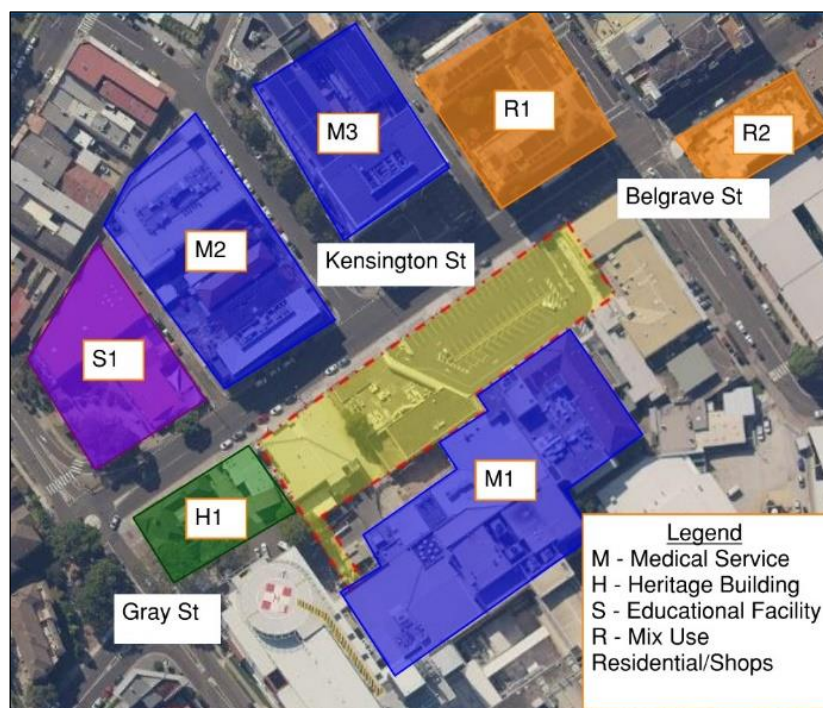 M3
R1
R2
Belgrave St
M2
Kensington St
S1
M1
H1
Gray St
H
Legend
M - Medical Service
H - Heritage Building
S - Educational Facility
R - Mix Use
Residential/Shops